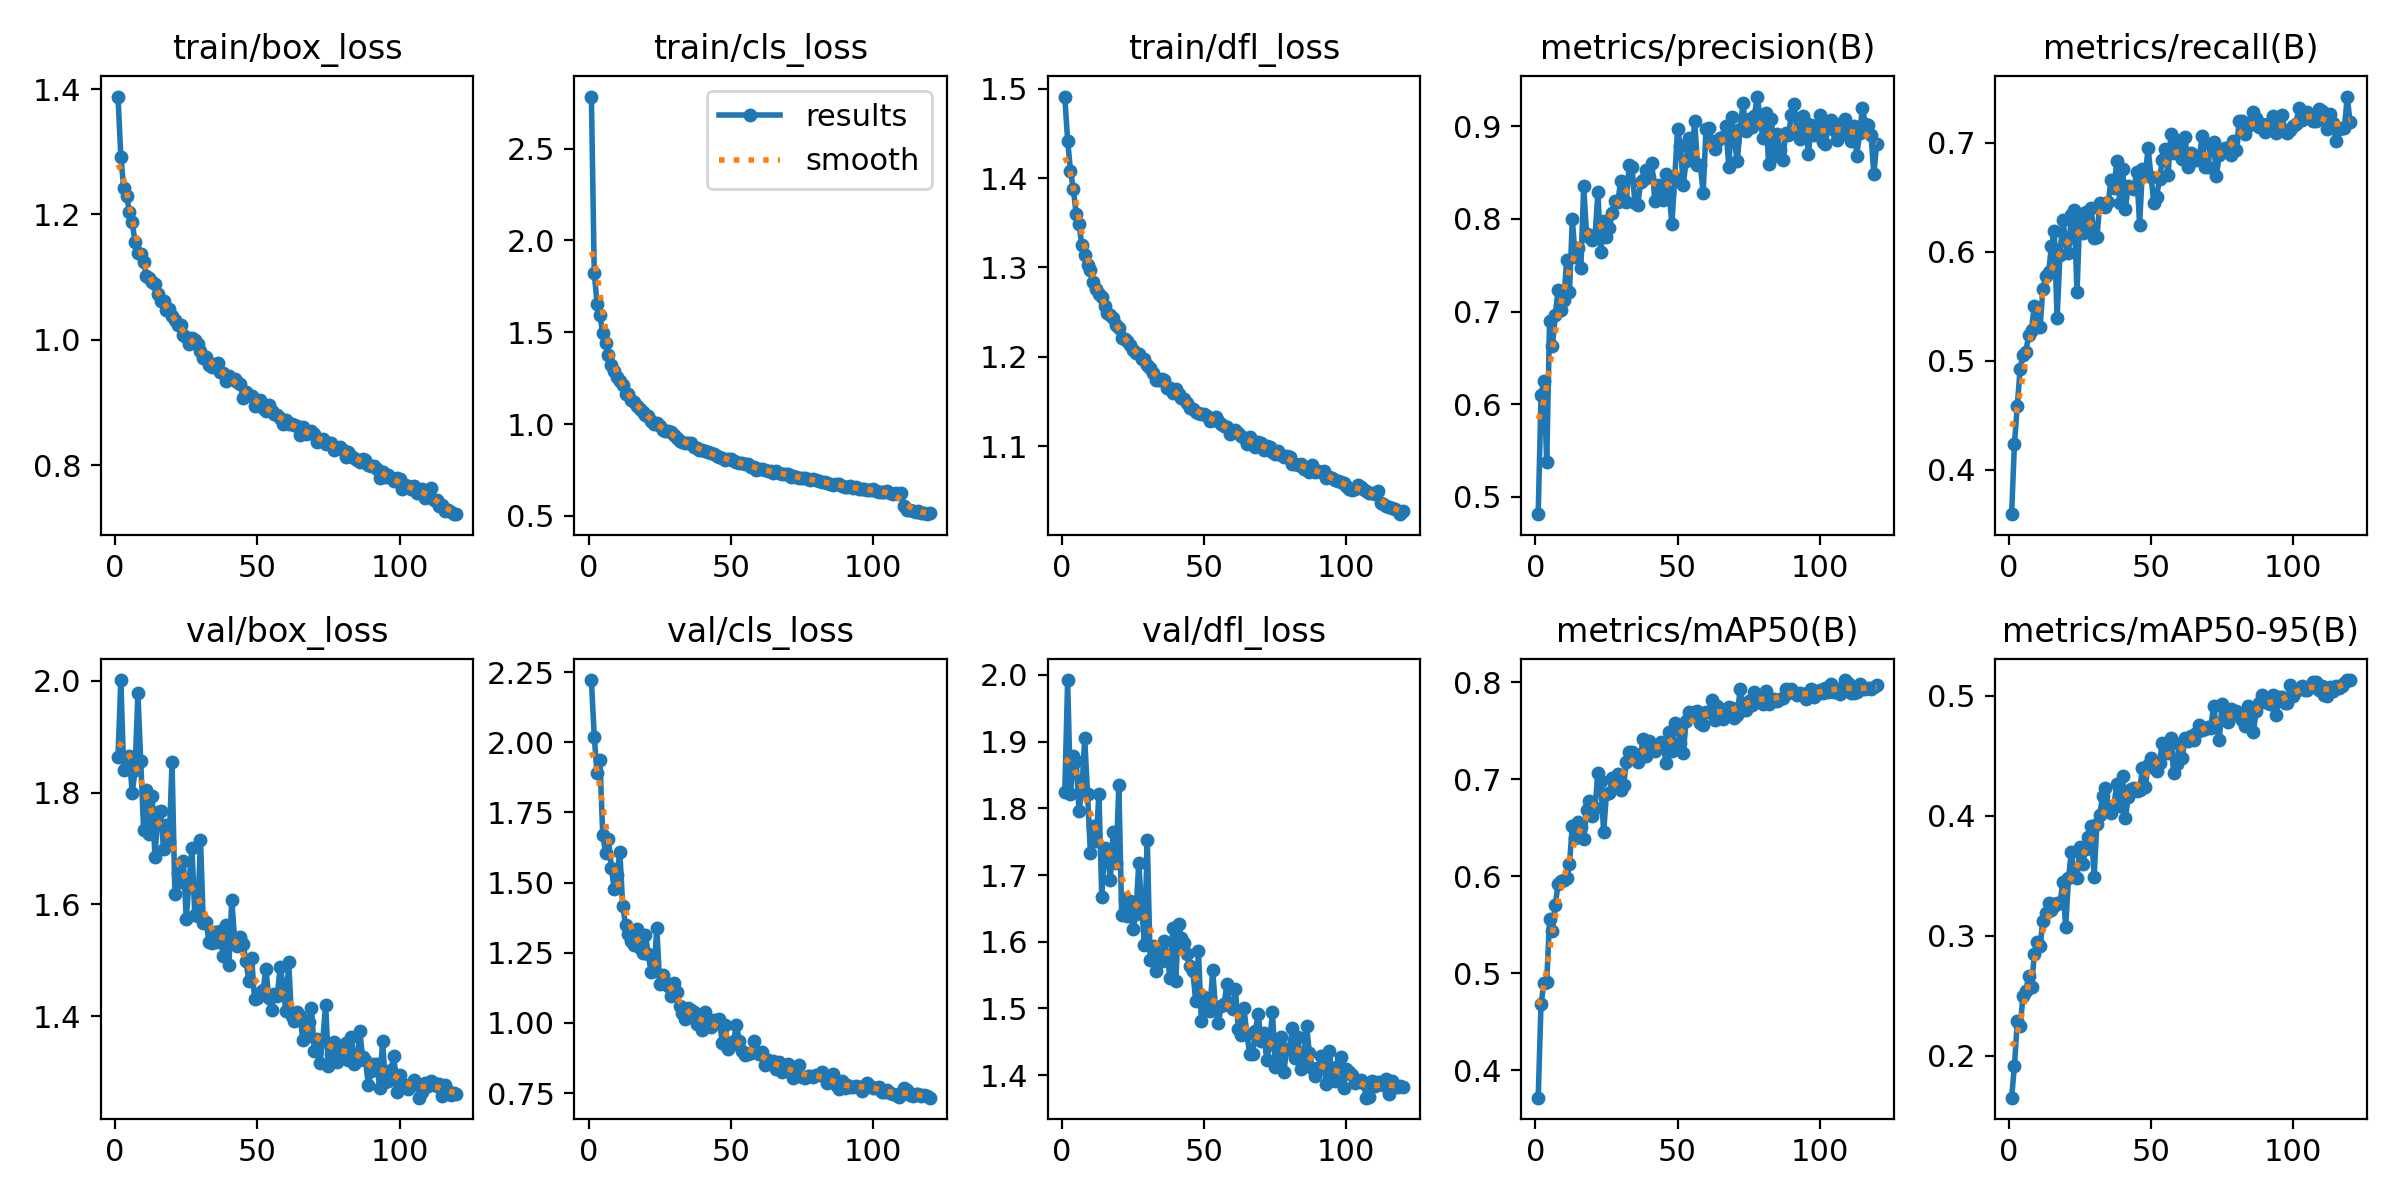 train/box_loss
1.4
1.2
1.0
0.8
0 50 100
train/cls_loss
results
smooth
2.5
2.0
1.5
1.0
0.5
0 50 100
train/dfl_loss
1.5
1.4
1.3
1.2
1.1
0 50 100
metrics/precision(B)
0.9
0.8
0.7
0.6
0.5
0 50 100
metrics/recall(B)
0.7
0.6
0.5
0.4
0 50 100
val/box_loss
2.0
1.8
1.6
1.4
0 50 100
val/cls_loss
2.25
2.00
1.75
1.50
1.25
1.00
0.75
0 50 100
val/dfl_loss
2.0
1.9
1.8
1.7
1.6
1.5
1.4
0 50 100
metrics/mAP50(B)
0.8
0.7
0.6
0.5
0.4
0 50 100
metrics/mAP50-95(B)
0.5
0.4
0.3
0.2
0 50 100